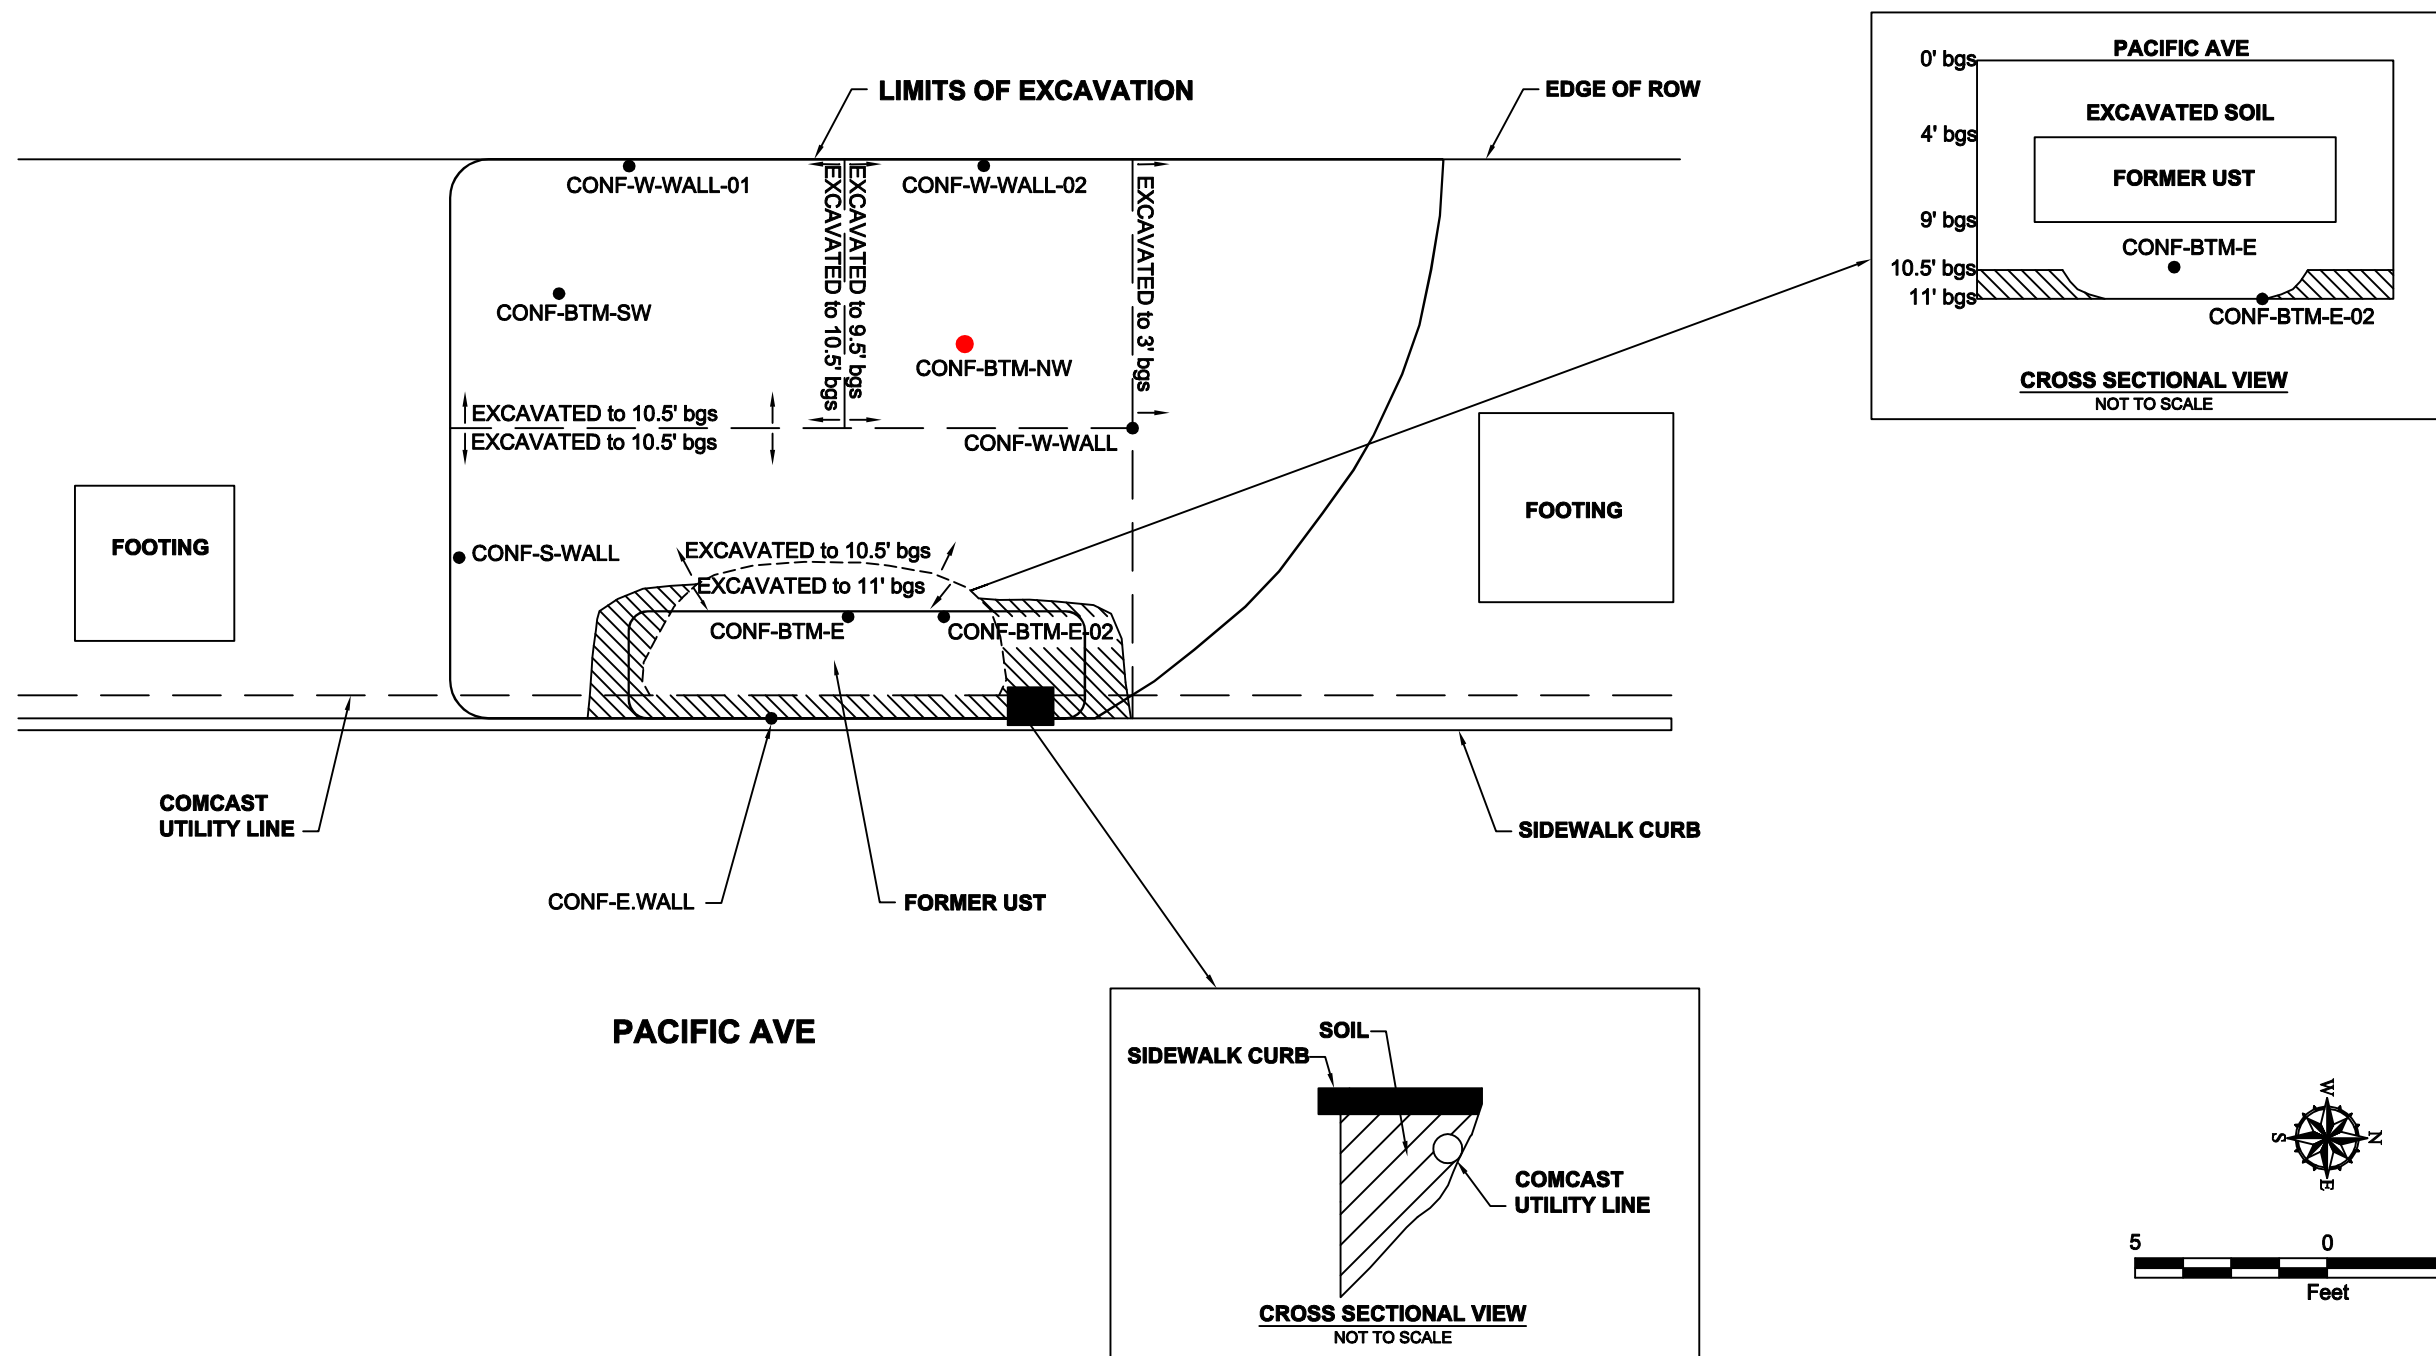 LIMITS OF EXCAVATION
EDGE OF ROW
CONF-W-WALL-01
CONF-W-WALL-02
EXCAVATED to 10.5' bgs
EXCAVATED to 9.5' bgs
EXCAVATED to 3' bgs
CONF-BTM-SW
CONF-BTM-NW
EXCAVATED to 10.5' bgs
EXCAVATED to 10.5' bgs
CONF-W-WALL
FOOTING
FOOTING
CONF-S-WALL
EXCAVATED to 10.5' bgs
EXCAVATED to 11' bgs
CONF-BTM-E
CONF-BTM-E-02
COMCAST
UTILITY LINE
SIDEWALK CURB
CONF-E.WALL
FORMER UST
PACIFIC AVE
PACIFIC AVE
0' bgs
EXCAVATED SOIL
4' bgs
FORMER UST
9' bgs
CONF-BTM-E
10.5' bgs
11' bgs
CONF-BTM-E-02
CROSS SECTIONAL VIEW
NOT TO SCALE
SOIL
SIDEWALK CURB
COMCAST
UTILITY LINE
CROSS SECTIONAL VIEW
NOT TO SCALE
W
S
N
E
5
0
Feet